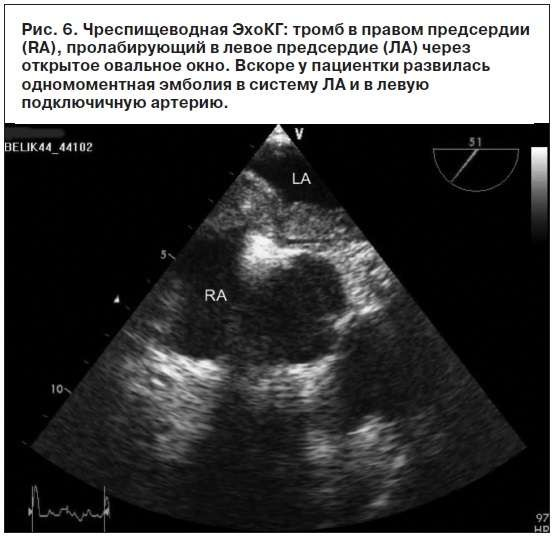 Рис. 6. Чреспищеводная ЭхоКГ: тромб в правом предсердии
(RA), пролабирующий в левое предсердие (ЛА) через
открытое овальное окно. Вскоре у пациентки развилась
одномоментная эмболия в систему ЛА и в левую
подключичную артерию.
V
51
BELIK44_44102
LA
5
RA
10
97
HR